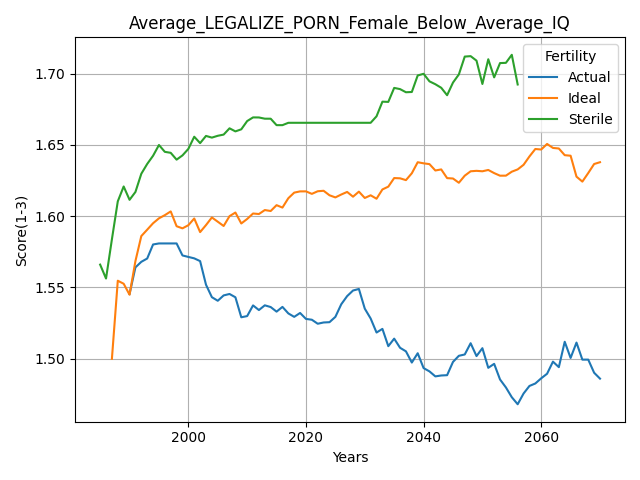 Average_LEGALIZE_PORN_Female_Below_Average_IQ
Fertility
Actual
Ideal
Sterile
Score(1-3)
1.70
1.65
1.60
1.55
1.50
2000
2020
2040
2060
Years